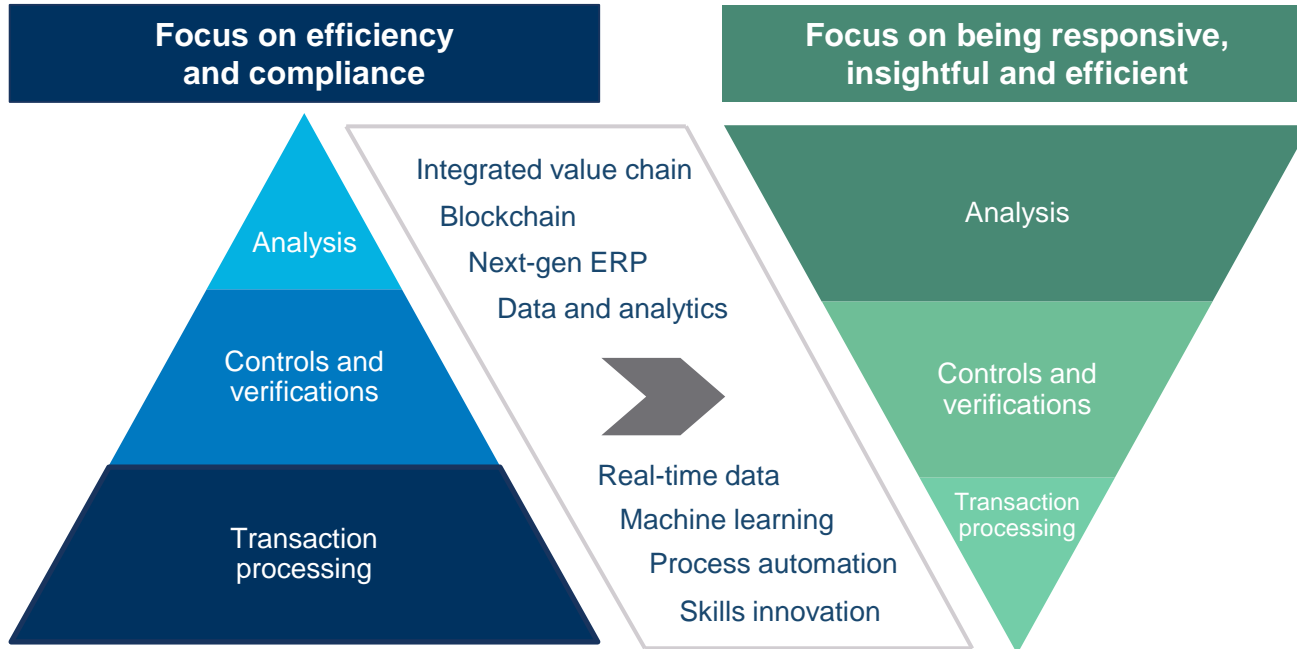 Focus on efficiency
and compliance
Analysis
Controls and
verifications
Transaction
processing
Integrated value chain
Blockchain
Next-gen ERP
Data and analytics
Real-time data
Machine learning
Process automation
Skills innovation
Focus on being responsive,
insightful and efficient
Analysis
Controls and
verifications
Transaction
processing